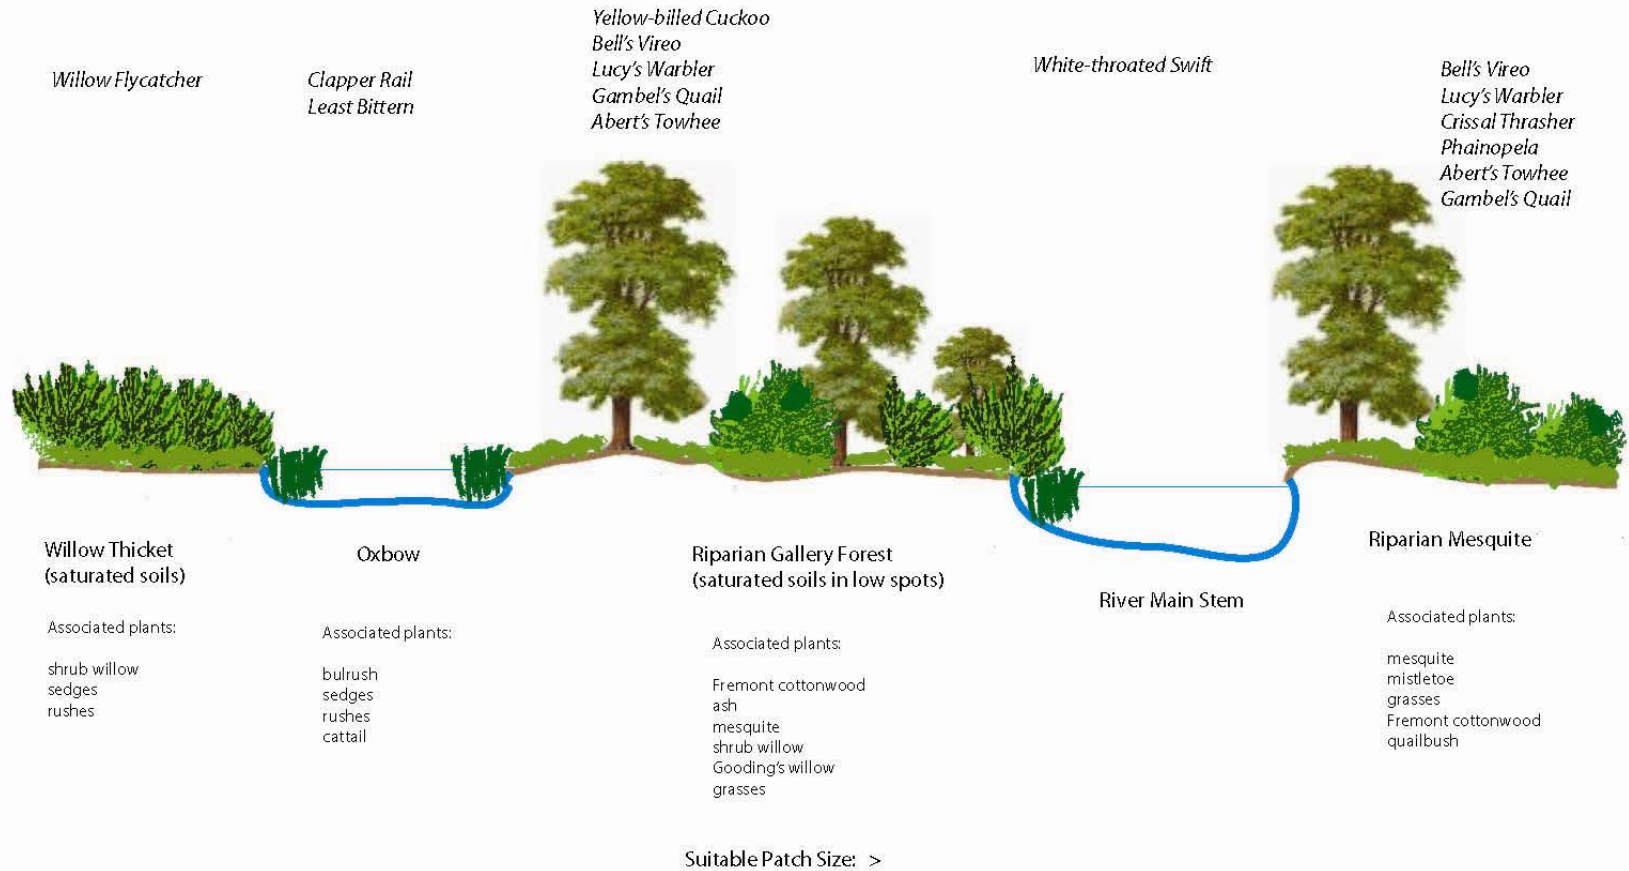 Willow Flycatcher
Clapper Rail
Least Bittern
Yellow-billed Cuckoo
Bell's Vireo
Lucy's Warbler
Gambel's Quail
Abert's Towhee
White-throated Swift
Bell's Vireo
Lucy's Warbler
Crissal Thrasher
Phainopela
Abert's Towhee
Gambel's Quail
Willow Thicket
(saturated soils)
Associated plants:
shrub willow
sedges
rushes
Oxbow
Associated plants:
bulrush
sedges
rushes
cattail
Riparian Gallery Forest
(saturated soils in low spots)
Associated plants:
Fremont cottonwood
ash
mesquite
shrub willow
Gooding's willow
grasses
River Main Stem
Riparian Mesquite
Associated plants:
mesquite
mistletoe
grasses
Fremont cottonwood
quailbush
Suitable Patch Size: >